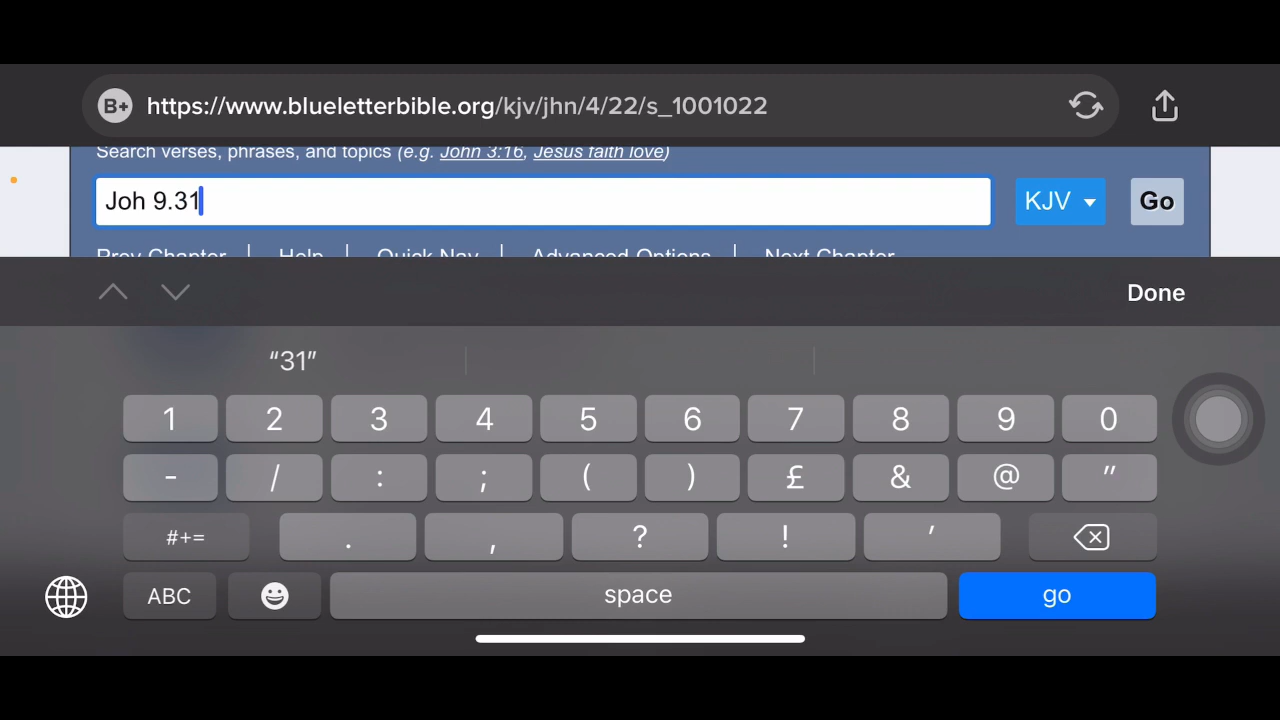 B+ https://www.blueletterbible.org/kjv/jhn/4/22/s_1001022
Search verses, phrases, and topics (e.g. John 3:16, Jesus faith love)
Joh 9.31 KJV Go
Prev Chapter | Help | Quick Nav | Advanced Options | Next Chapter
Done
“31”
1 2 3 4 5 6 7 8 9 0
- / : ; ( ) £ & @ "
#+= . , ? ! '
ABC space go